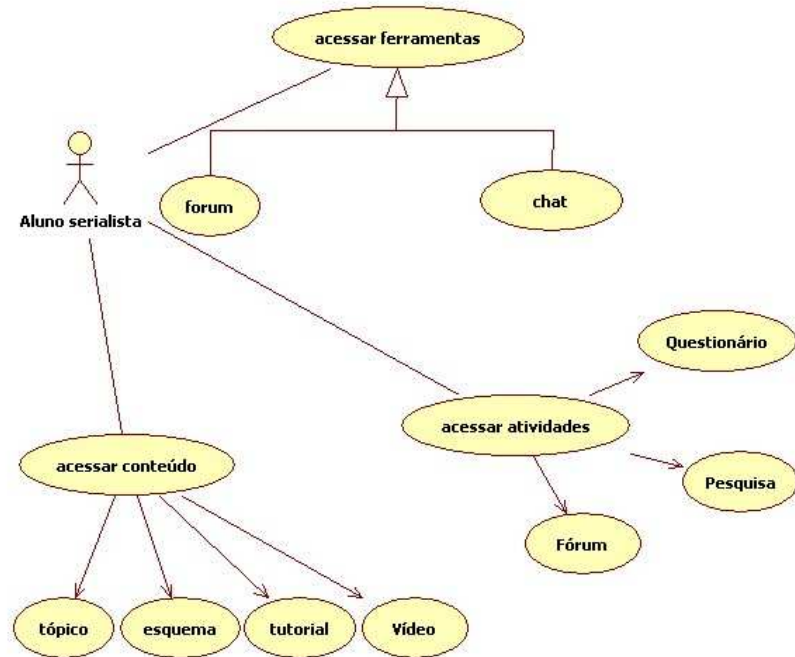 acessar ferramentas
forum
chat
Aluno serialista
Questionário
acessar atividades
acessar conteúdo
Pesquisa
Fórum
tópico
esquema
tutorial
Vídeo